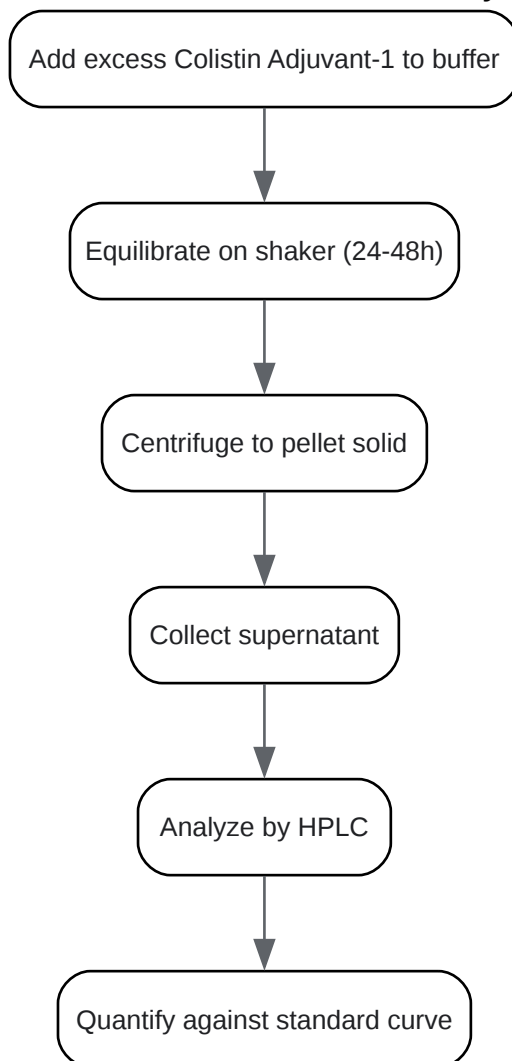 Add excess Colistin Adjuvant-1 to buffer
Equilibrate on shaker (24-48h)
Centrifuge to pellet solid
Collect supernatant
Analyze by HPLC
Quantify against standard curve